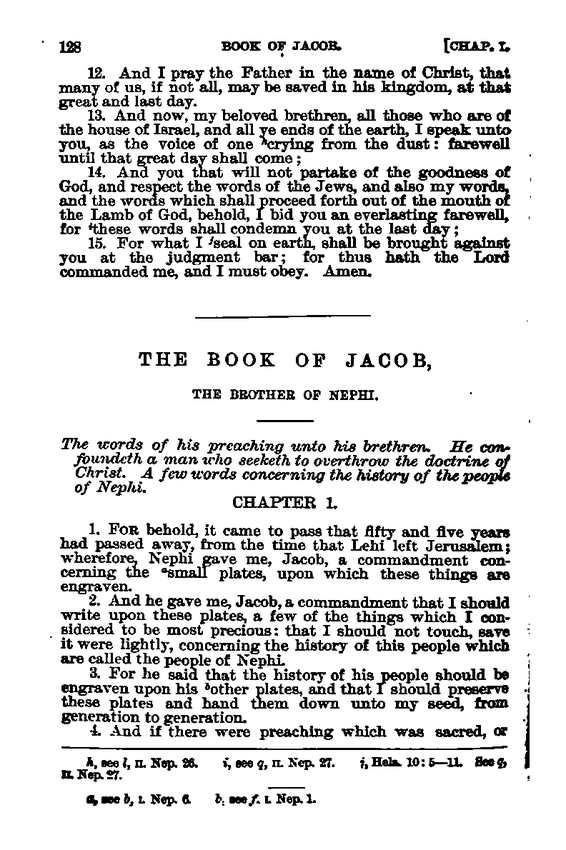 128 BOOK OF JACOB. [CHAP. I.
12. And I pray the Father in the name of Christ, that
many of us, if not all, may be saved in his kingdom, at that
great and last day.
13. And now, my beloved brethren, all those who are of
the house of Israel, and all ye ends of the earth, I speak unto
you, as the voice of one ʰcrying from the dust: farewell
until that great day shall come;
14. And you that will not partake of the goodness of
God, and respect the words of the Jews, and also my words,
and the words which shall proceed forth out of the mouth of
the Lamb of God, behold, I bid you an everlasting farewell,
for ⁱthese words shall condemn you at the last day;
15. For what I ʲseal on earth, shall be brought against
you at the judgment bar; for thus hath the Lord
commanded me, and I must obey. Amen.
THE BOOK OF JACOB,
THE BROTHER OF NEPHI.
The words of his preaching unto his brethren. He con-
foundeth a man who seeketh to overthrow the doctrine of
Christ. A few words concerning the history of the people
of Nephi.
CHAPTER 1.
1. FOR behold, it came to pass that fifty and five years
had passed away, from the time that Lehi left Jerusalem;
wherefore, Nephi gave me, Jacob, a commandment con-
cerning the ᵃsmall plates, upon which these things are
engraven.
2. And he gave me, Jacob, a commandment that I should
write upon these plates, a few of the things which I con-
sidered to be most precious: that I should not touch, save
it were lightly, concerning the history of this people which
are called the people of Nephi.
3. For he said that the history of his people should be
engraven upon his ᵇother plates, and that I should preserve
these plates and hand them down unto my seed, from
generation to generation.
4. And if there were preaching which was sacred, or
h, see l, II. Nep. 26. i, see q, II. Nep. 27. j, Hela. 10: 5—11. See q,
II. Nep. 27.
a, see b, I. Nep. 6. b, see f. I. Nep. 1.